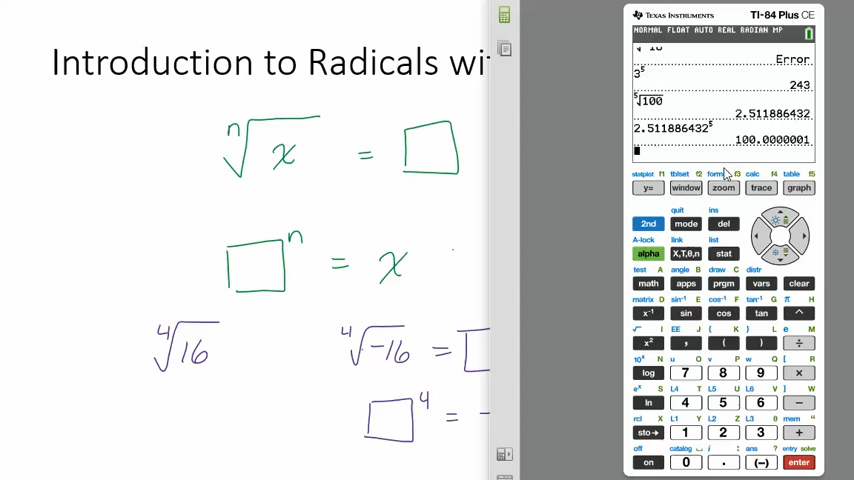 Introduction to Radicals
ⁿ√x = □
□ⁿ = x
⁴√16
⁴√-16 = □
□⁴ = -
TEXAS INSTRUMENTS TI-84 Plus CE
NORMAL FLOAT AUTO REAL RADIAN MP
Error
3⁵
243
⁵√100
2.511886432
2.511886432⁵
100.0000001
statplot f1 tblset f2 f3 calc f4 table f5
y= window zoom trace graph
quit ins
2nd mode del
A-lock link list
alpha X,T,θ,n stat
test A angle B draw C distr
math apps prgm vars clear
matrix D sin⁻¹ E cos⁻¹ F tan⁻¹ G π H
x⁻¹ sin cos tan ^
√ I EE J { K } L e M
x² , ( ) ÷
10ˣ N u O v P w Q [ R
log 7 8 9 ×
eˣ S L4 T L5 U L6 V ] W
ln 4 5 6 −
rcl X L1 Y L2 Z L3 θ mem "
sto→ 1 2 3 +
off catalog i : ans ? entry solve
on 0 . (−) enter